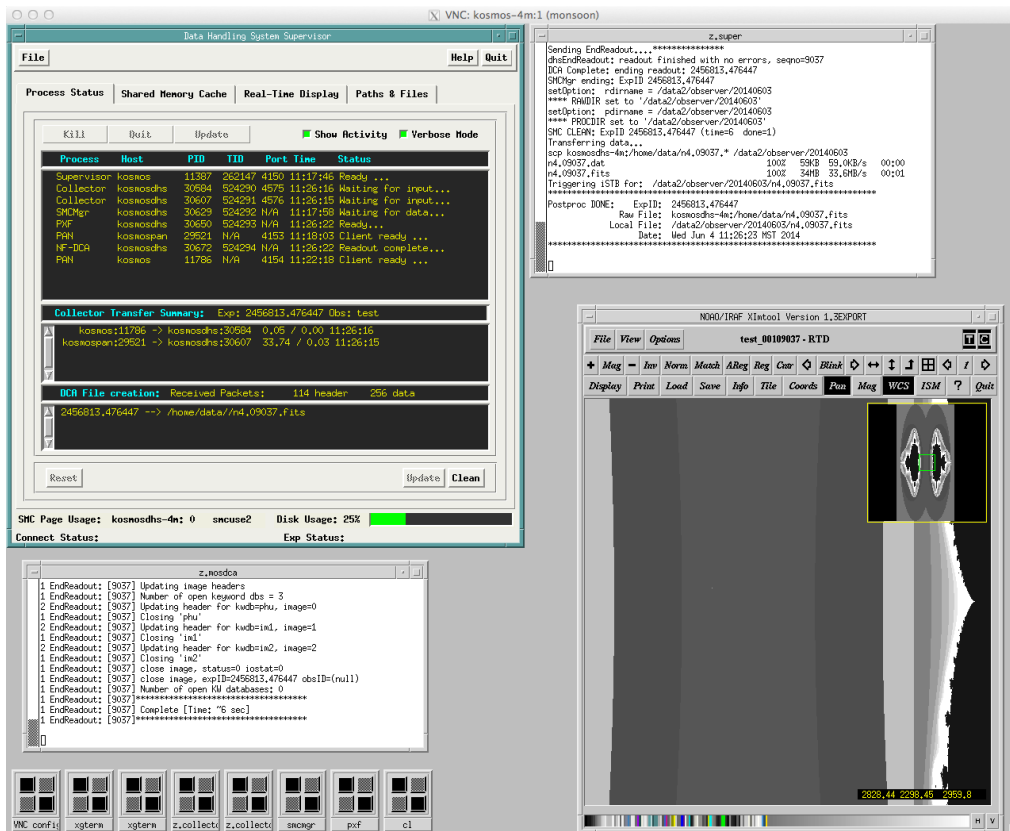 VNC: kosmos-4m:1 (monsoon)
Data Handling System Supervisor
File Help Quit
Process Status Shared Memory Cache Real-Time Display Paths & Files
Kill Quit Update Show Activity Verbose Mode
Process Host PID TID Port Time Status
Supervisor kosmos 11387 262147 4150 11:17:46 Ready ...
Collector kosmosdhs 30584 524290 4575 11:26:16 Waiting for input...
Collector kosmosdhs 30607 524291 4576 11:26:15 Waiting for input...
SMCMgr kosmosdhs 30629 524292 N/A 11:17:58 Waiting for data...
PXF kosmosdhs 30650 524293 N/A 11:26:22 Ready...
PAN kosmospan 29521 N/A 4153 11:18:03 Client ready ...
NF-DCA kosmosdhs 30672 524294 N/A 11:26:22 Readout complete...
PAN kosmos 11786 N/A 4154 11:22:18 Client ready ...
Collector Transfer Summary: Exp: 2456813.476447 Obs: test
kosmos:11786 -> kosmosdhs:30584 0.05 / 0.00 11:26:16
kosmospan:29521 -> kosmosdhs:30607 33.74 / 0.03 11:26:15
DCA File creation: Received Packets: 114 header 256 data
2456813.476447 --> /home/data//n4.09037.fits
Reset Update Clean
SMC Page Usage: kosmosdhs-4m: 0 smcuse2 Disk Usage: 25%
Connect Status: Exp Status:
z.super
Sending EndReadout....***************
dhsEndReadout: readout finished with no errors, seqno=9037
DCA Complete: ending readout: 2456813.476447
SMCMgr ending: ExpID 2456813.476447
setOption: rdirname = /data2/observer/20140603
**** RAWDIR set to '/data2/observer/20140603'
setOption: pdirname = /data2/observer/20140603
**** PROCDIR set to '/data2/observer/20140603'
SMC CLEAN: ExpID 2456813.476447 (time=6 done=1)
Transferring data...
scp kosmosdhs-4m:/home/data/n4.09037.* /data2/observer/20140603
n4.09037.dat 100% 59KB 59.0KB/s 00:00
n4.09037.fits 100% 34MB 33.6MB/s 00:01
Triggering iSTB for: /data2/observer/20140603/n4.09037.fits
**********************************************************************
Postproc DONE: ExpID: 2456813.476447
Raw File: kosmosdhs-4m:/home/data/n4.09037.fits
Local File: /data2/observer/20140603/n4.09037.fits
Date: Wed Jun 4 11:26:23 MST 2014
**********************************************************************
NOAO/IRAF XImtool Version 1.3EXPORT
File View Options test_00109037 - RTD T C
+ Mag - Inv Norm Match AReg Reg Cntr Blink I
Display Print Load Save Info Tile Coords Pan Mag WCS ISM ? Quit
2828.44 2298.45 2959.8
H V
z.mosdca
1 EndReadout: [9037] Updating image headers
1 EndReadout: [9037] Number of open keyword dbs = 3
2 EndReadout: [9037] Updating header for kwdb=phu, image=0
1 EndReadout: [9037] Closing 'phu'
2 EndReadout: [9037] Updating header for kwdb=im1, image=1
1 EndReadout: [9037] Closing 'im1'
2 EndReadout: [9037] Updating header for kwdb=im2, image=2
1 EndReadout: [9037] Closing 'im2'
1 EndReadout: [9037] close image, status=0 iostat=0
1 EndReadout: [9037] close image, expID=2456813.476447 obsID=(null)
1 EndReadout: [9037] Number of open KW databases: 0
1 EndReadout: [9037]************************************
1 EndReadout: [9037] Complete [Time: ~6 sec]
1 EndReadout: [9037]************************************
VNC config xgterm xgterm z.collecto z.collecto smcmgr pxf cl